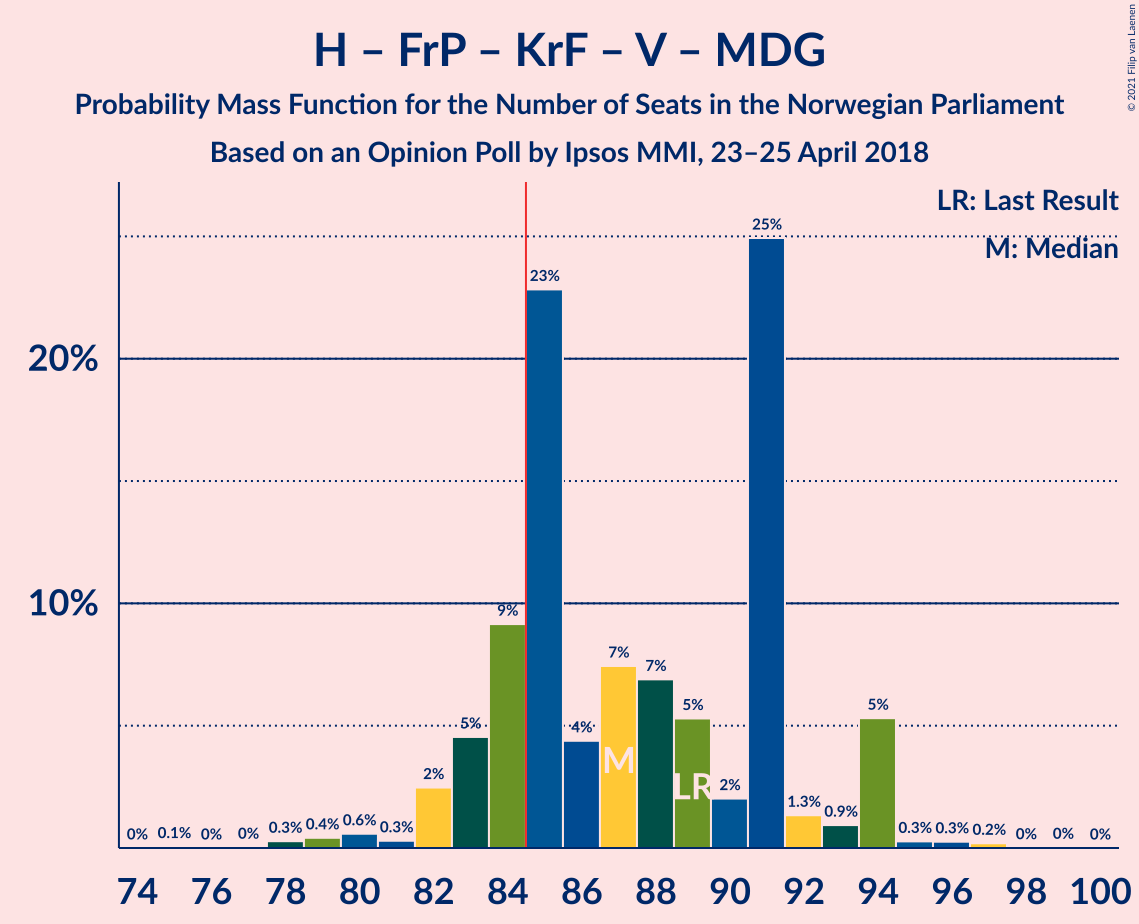 H – FrP – KrF – V – MDG
Probability Mass Function for the Number of Seats in the Norwegian Parliament
Based on an Opinion Poll by Ipsos MMI, 23–25 April 2018
© 2021 Filip van Laenen
LR: Last Result
M: Median
20%
10%
0% 0.1% 0% 0% 0.3% 0.4% 0.6% 0.3% 2% 5% 9% 23% 4% 7% 7% 5% 2% 25% 1.3% 0.9% 5% 0.3% 0.3% 0.2% 0% 0% 0%
M
LR
74 76 78 80 82 84 86 88 90 92 94 96 98 100